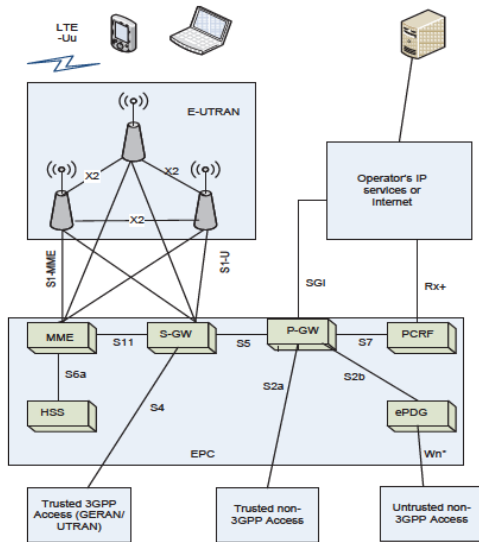 LTE
-Uu
E-UTRAN
X2
X2
X2
Operator's IP
services or
Internet
S1-MME
S1-U
SGI
Rx+
MME
S11
S-GW
S5
P-GW
S7
PCRF
S6a
S4
S2a
S2b
HSS
ePDG
EPC
Wn*
Trusted 3GPP
Access (GERAN/
UTRAN)
Trusted non-
3GPP Access
Untrusted non-
3GPP Access